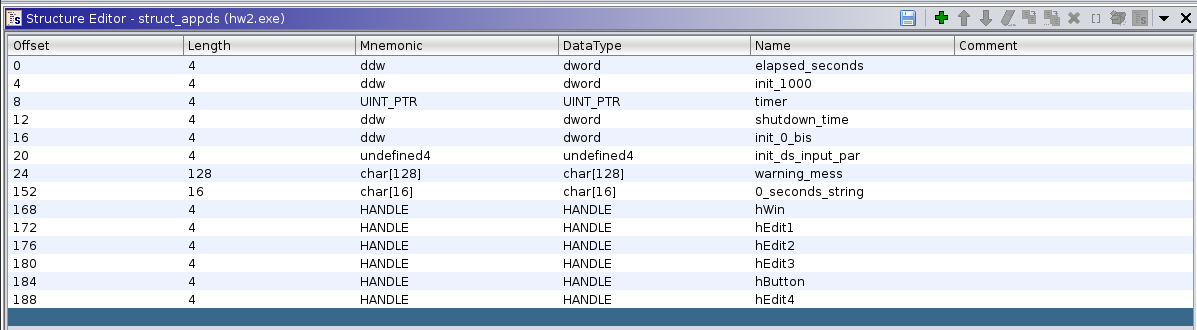 Structure Editor - struct_appds (hw2.exe)
Offset Length Mnemonic DataType Name Comment
0 4 ddw dword elapsed_seconds
4 4 ddw dword init_1000
8 4 UINT_PTR UINT_PTR timer
12 4 ddw dword shutdown_time
16 4 ddw dword init_0_bis
20 4 undefined4 undefined4 init_ds_input_par
24 128 char[128] char[128] warning_mess
152 16 char[16] char[16] 0_seconds_string
168 4 HANDLE HANDLE hWin
172 4 HANDLE HANDLE hEdit1
176 4 HANDLE HANDLE hEdit2
180 4 HANDLE HANDLE hEdit3
184 4 HANDLE HANDLE hButton
188 4 HANDLE HANDLE hEdit4